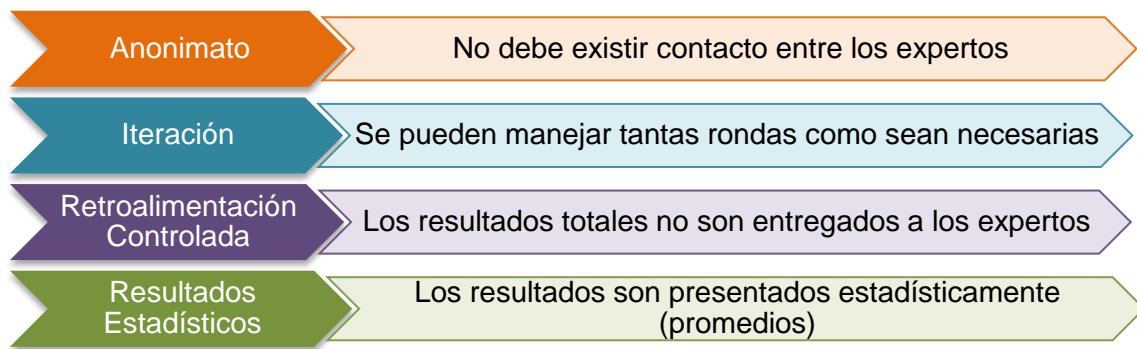 Anonimato
No debe existir contacto entre los expertos
Iteración
Se pueden manejar tantas rondas como sean necesarias
Retroalimentación
Controlada
Los resultados totales no son entregados a los expertos
Resultados
Estadísticos
Los resultados son presentados estadísticamente
(promedios)